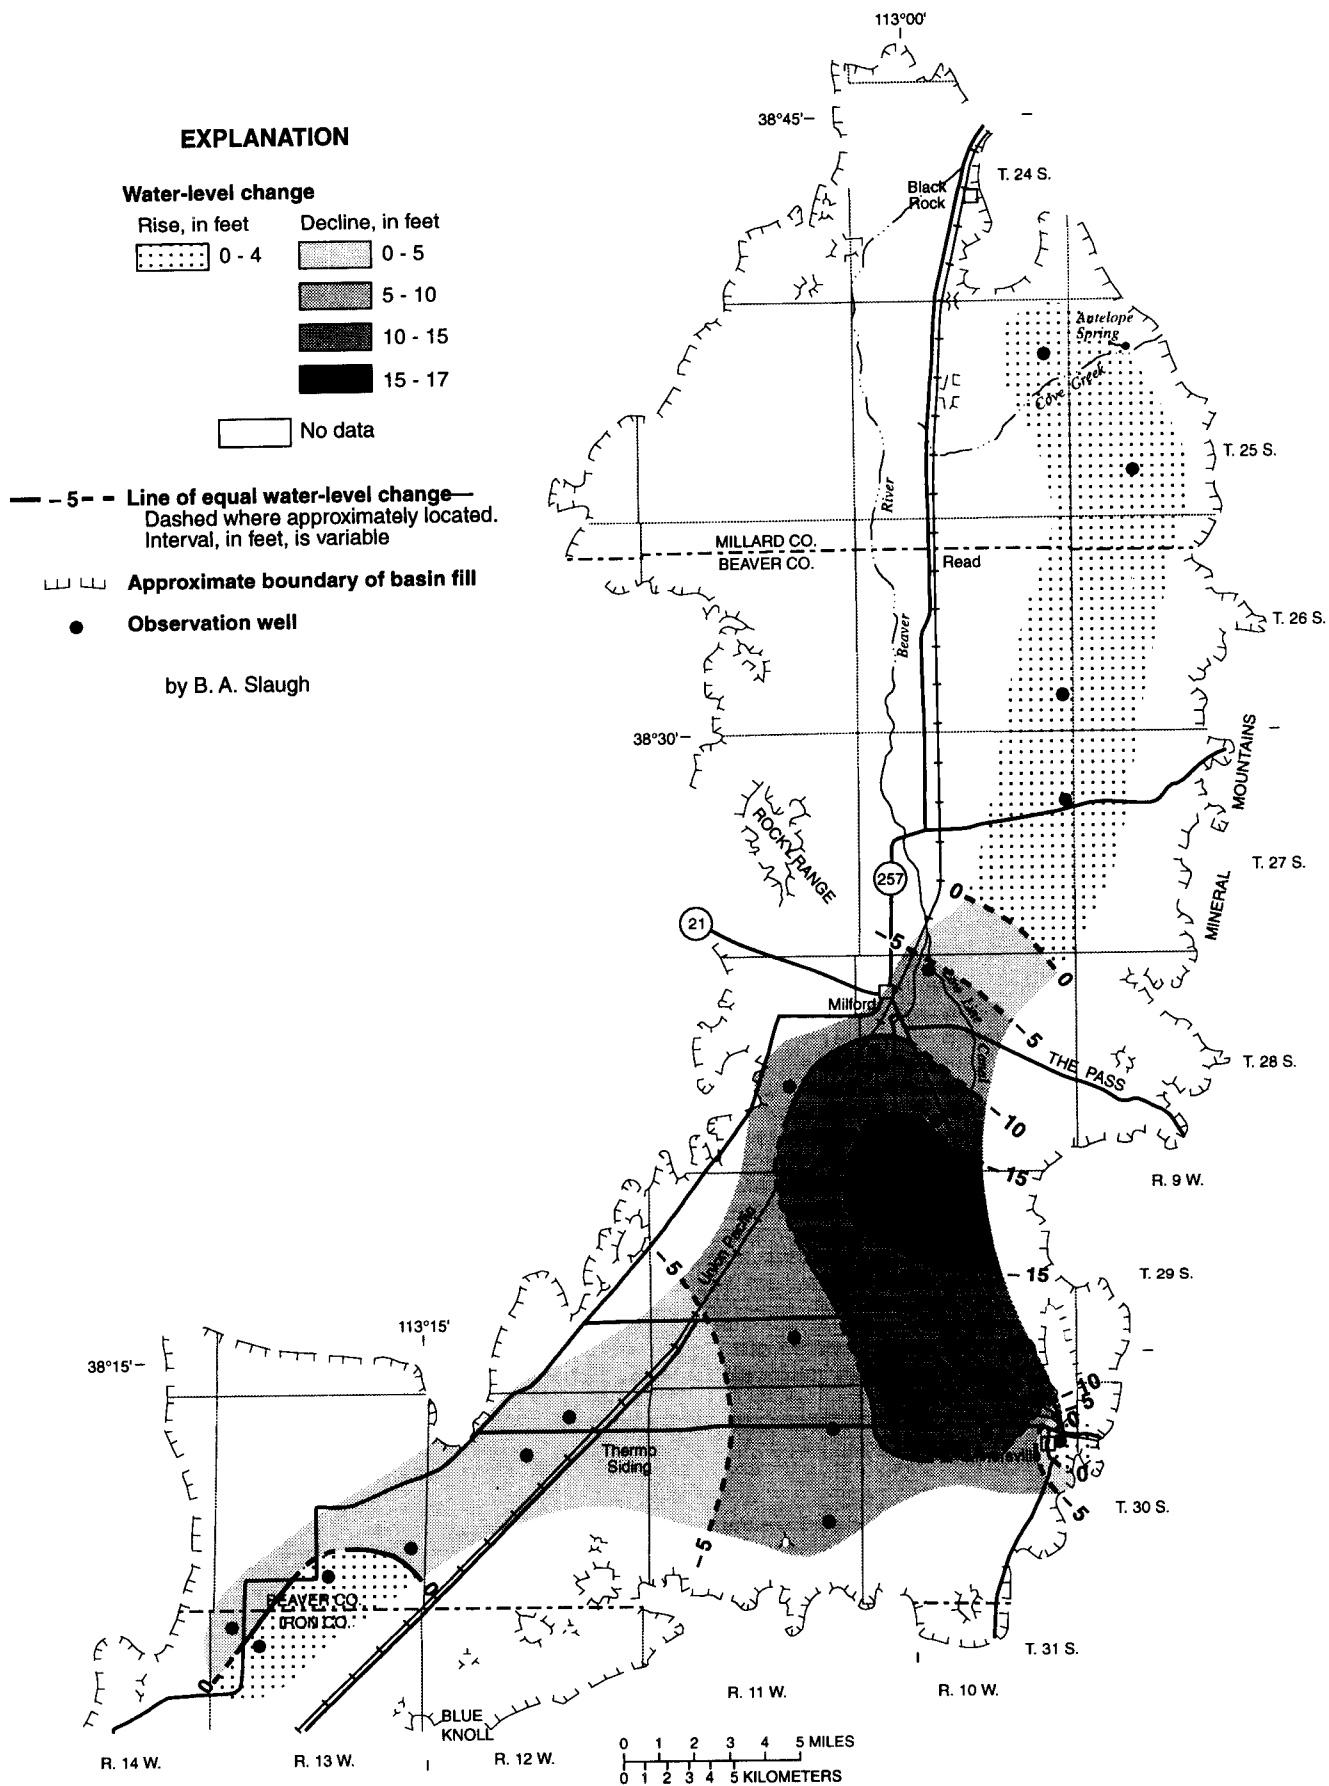 113°00'
38°45'
EXPLANATION
Water-level change
Rise, in feet
Decline, in feet
0 - 4
0 - 5
5 - 10
10 - 15
15 - 17
No data
- 5 - -
Line of equal water-level change—
Dashed where approximately located.
Interval, in feet, is variable
Approximate boundary of basin fill
Observation well
by B. A. Slaugh
Black
Rock
T. 24 S.
Antelope
Spring
Cove Creek
T. 25 S.
River
MILLARD CO.
BEAVER CO.
Read
Beaver
T. 26 S.
38°30'
MOUNTAINS
MINERAL
ROCKY RANGE
T. 27 S.
257
21
0
-5
0
Milford
Canal
-5
THE PASS
T. 28 S.
-10
-15
R. 9 W.
Union Pacific
-5
-15
T. 29 S.
113°15'
38°15'
-10
-5
0
Thermo
Siding
0
-5
T. 30 S.
-5
0
BEAVER CO.
IRON CO.
0
T. 31 S.
R. 11 W.
R. 10 W.
BLUE
KNOLL
R. 14 W.
R. 13 W.
R. 12 W.
0 1 2 3 4 5 MILES
0 1 2 3 4 5 KILOMETERS